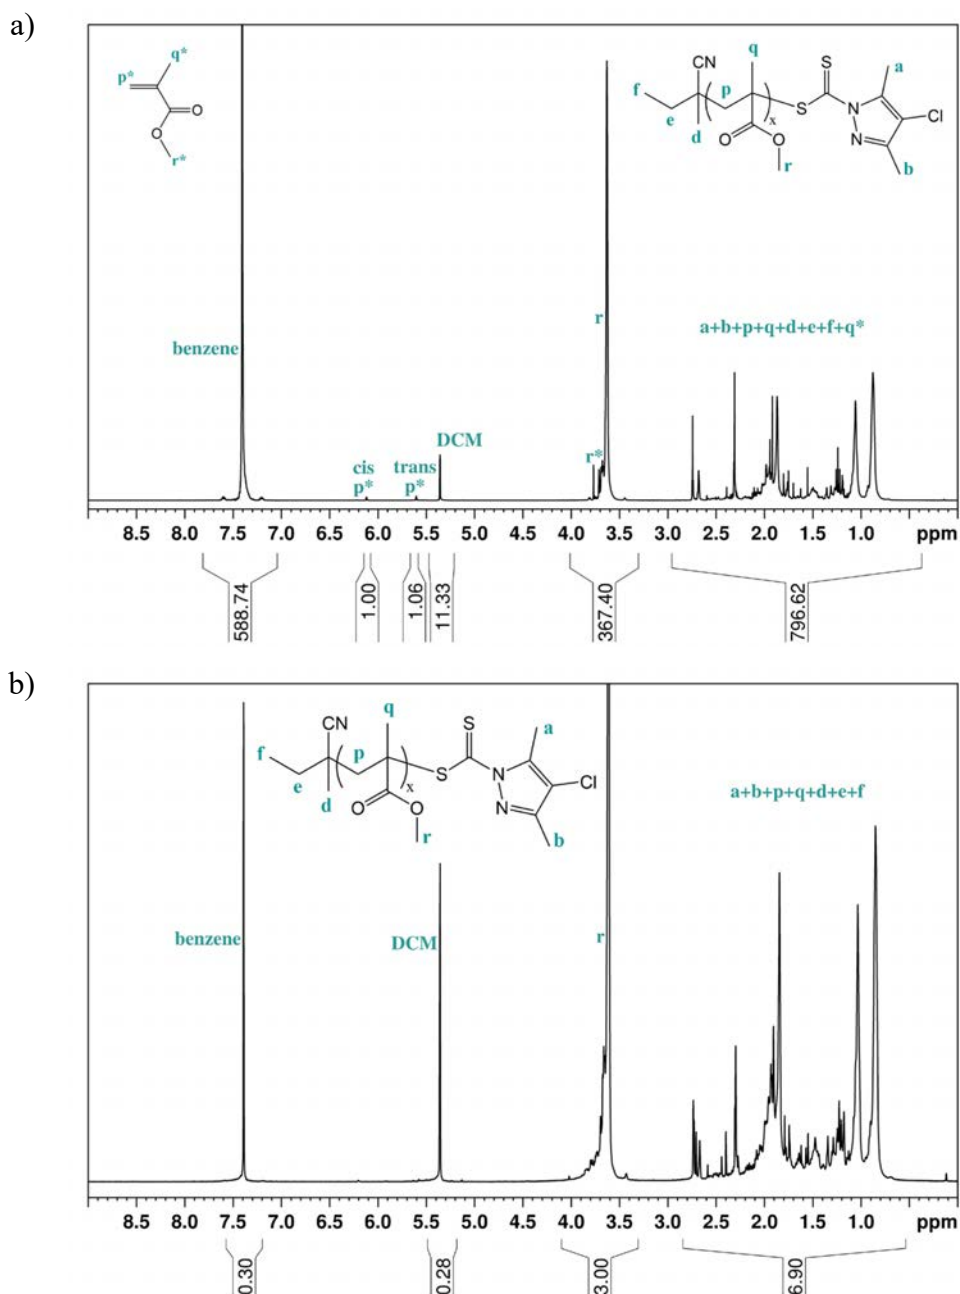 a)
q*
p*
O
O
r*
CN
q
S
a
f
p
N
Cl
S
e
x
N
d
O
O
r
b
r
a+b+p+q+d+e+f+q*
benzene
DCM
cis
p*
trans
p*
r*
8.5 8.0 7.5 7.0 6.5 6.0 5.5 5.0 4.5 4.0 3.5 3.0 2.5 2.0 1.5 1.0 ppm
588.74 1.00 1.06 11.33 367.40 796.62
b)
CN
q
S
a
f
p
S
N
Cl
e
x
N
d
O
O
r
b
a+b+p+q+d+e+f
benzene
DCM
r
8.5 8.0 7.5 7.0 6.5 6.0 5.5 5.0 4.5 4.0 3.5 3.0 2.5 2.0 1.5 1.0 ppm
0.30 0.28 3.00 6.90